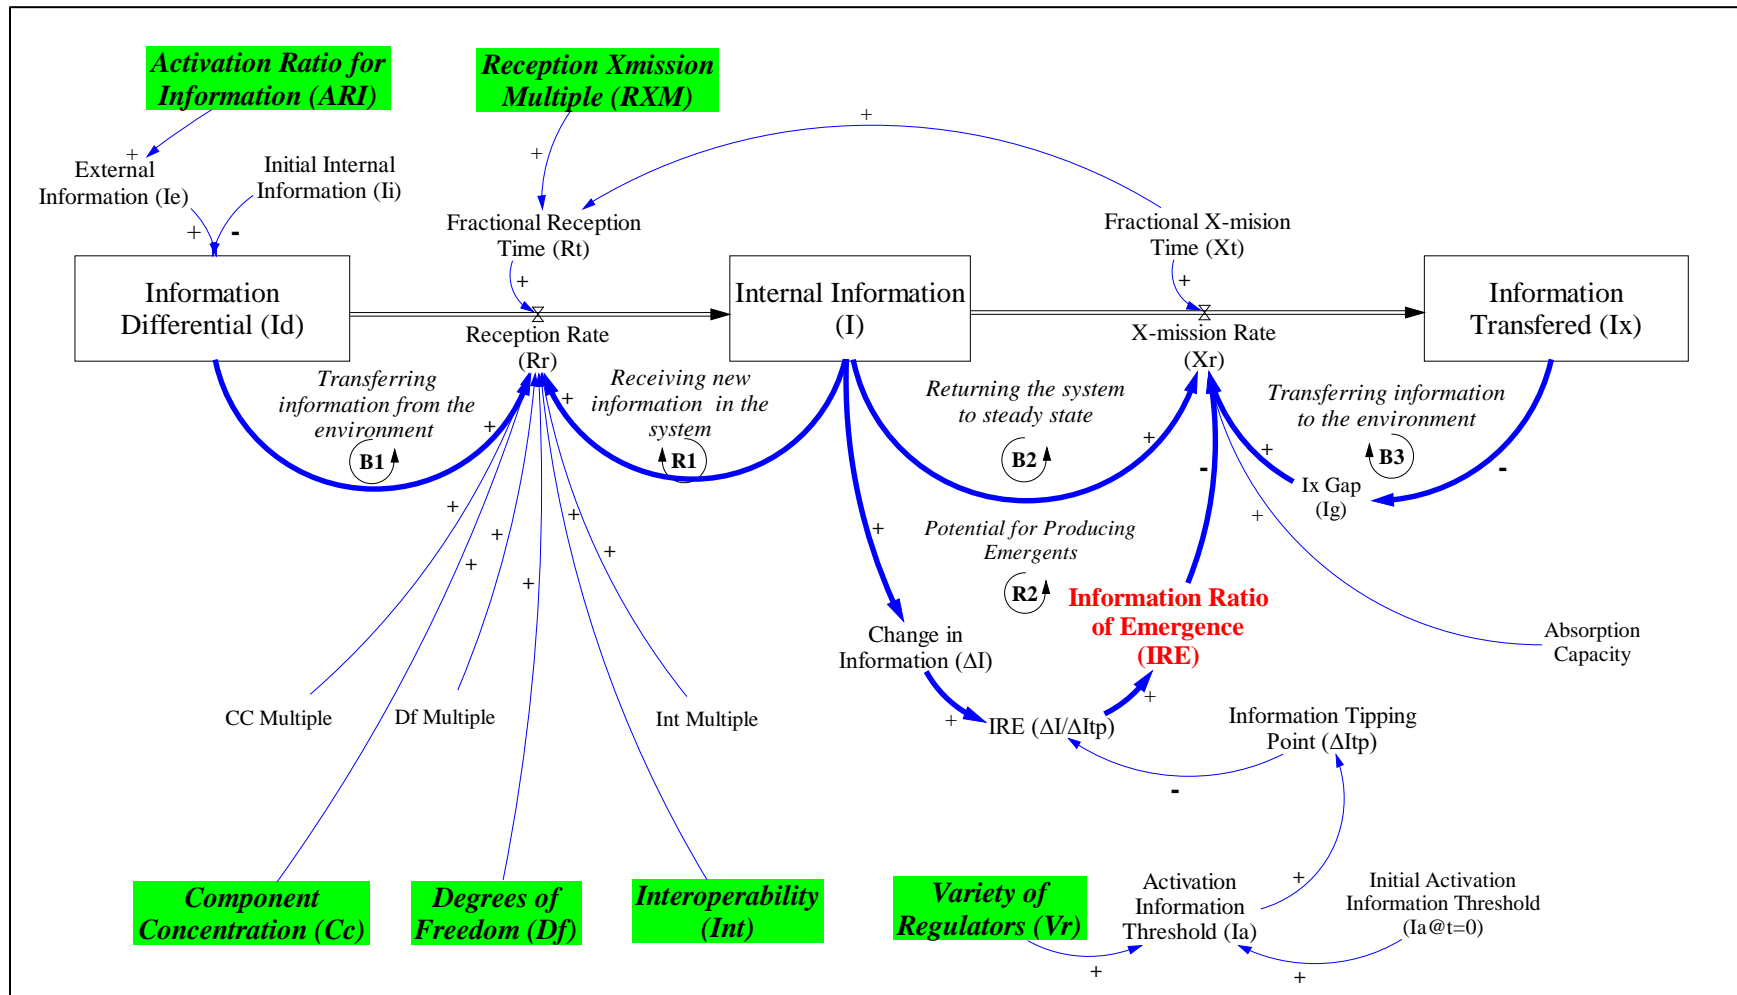 Activation Ratio for
Information (ARI)
Reception Xmission
Multiple (RXM)
+
+
+
External
Information (Ie)
Initial Internal
Information (Ii)
+
-
Fractional Reception
Time (Rt)
Fractional X-mision
Time (Xt)
+
+
Information
Differential (Id)
Internal Information
(I)
Information
Transfered (Ix)
Reception Rate
(Rr)
X-mission Rate
(Xr)
Transferring
information from the
environment
B1
+
Receiving new
information in the
system
R1
+
Returning the system
to steady state
B2
+
Transferring information
to the environment
B3
+
-
-
Ix Gap
(Ig)
+
+
+
+
+
+
+
+
Potential for Producing
Emergents
R2
Information Ratio
of Emergence
(IRE)
Change in
Information (ΔI)
Absorption
Capacity
CC Multiple
Df Multiple
Int Multiple
+
IRE (ΔI/ΔItp)
+
Information Tipping
Point (ΔItp)
-
Component
Concentration (Cc)
Degrees of
Freedom (Df)
Interoperability
(Int)
Variety of
Regulators (Vr)
Activation
Information
Threshold (Ia)
+
Initial Activation
Information Threshold
(Ia@t=0)
+
+